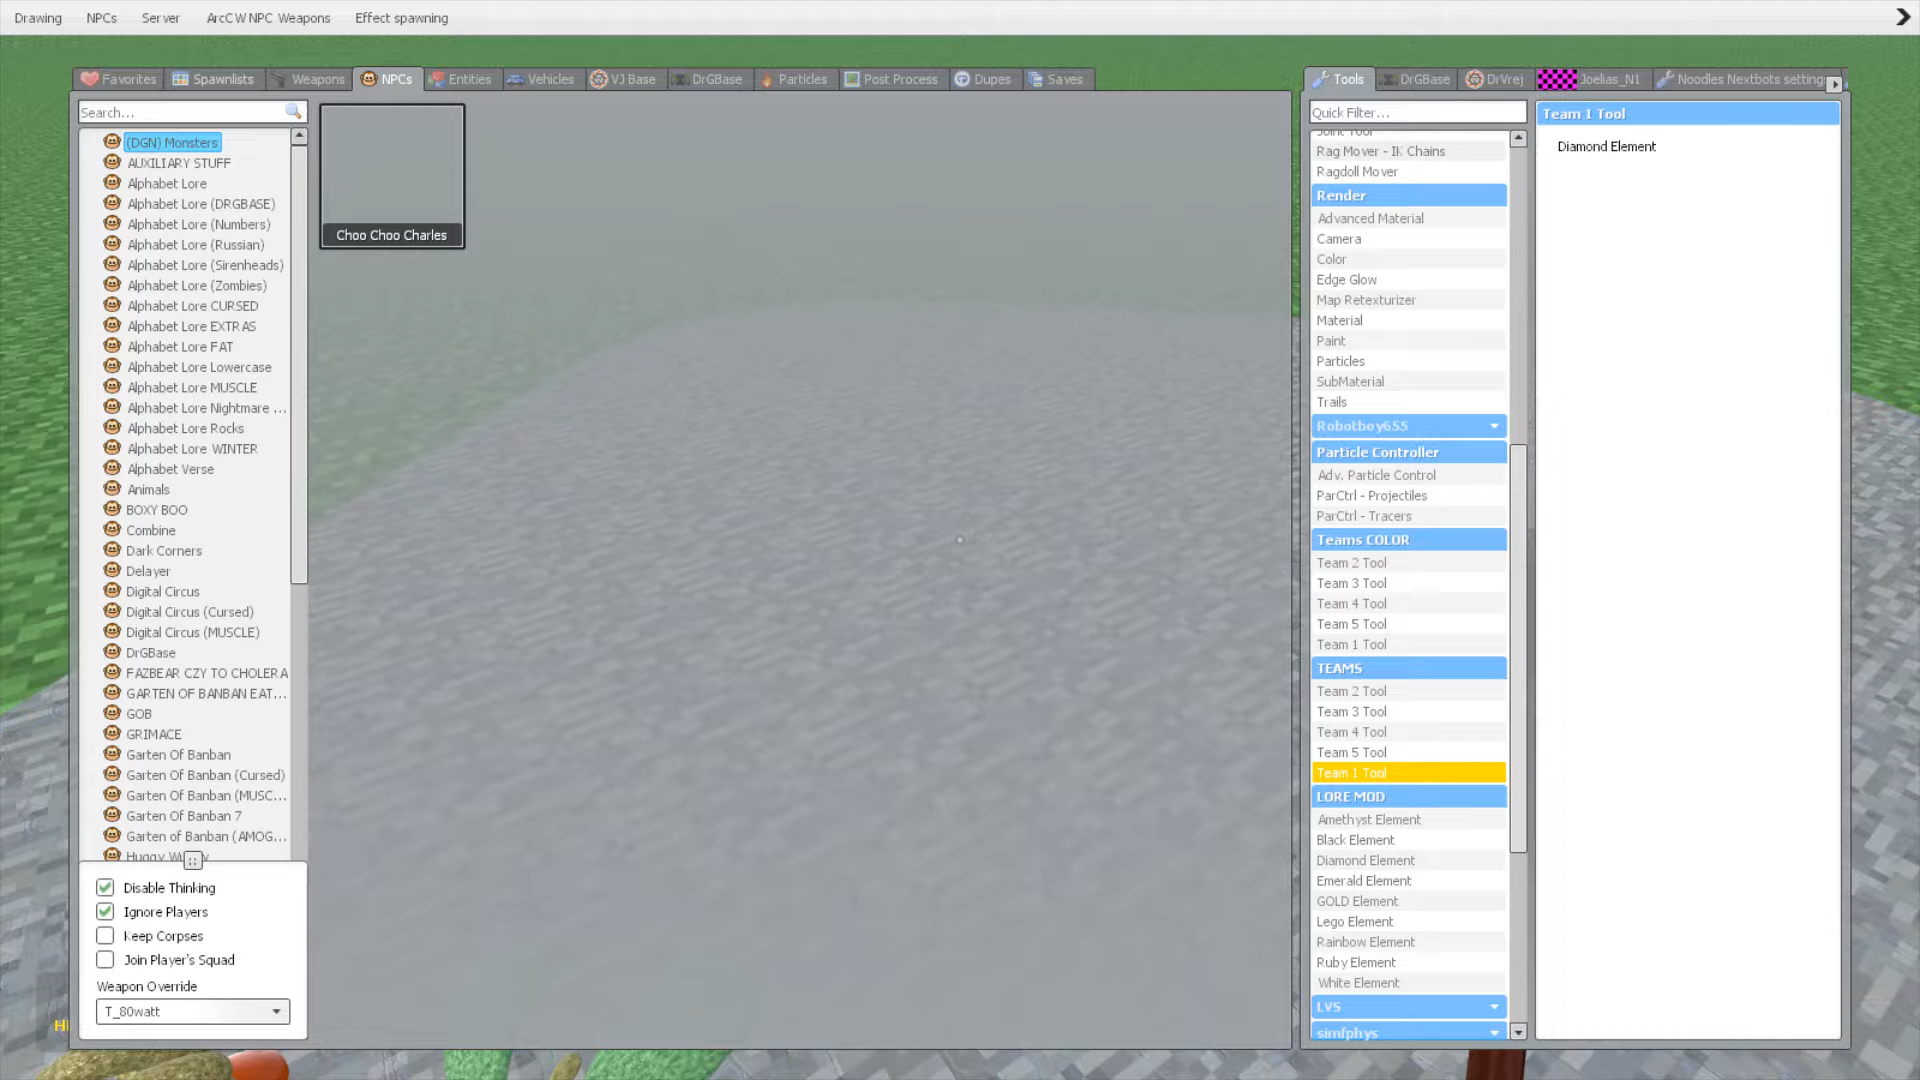 Drawing
NPCs
Server
ArcCW NPC Weapons
Effect spawning
Favorites
Spawnlists
Weapons
NPCs
Entities
Vehicles
VJ Base
DrGBase
Particles
Post Process
Dupes
Saves
Search...
(DGN) Monsters
AUXILIARY STUFF
Alphabet Lore
Alphabet Lore (DRGBASE)
Alphabet Lore (Numbers)
Alphabet Lore (Russian)
Alphabet Lore (Sirenheads)
Alphabet Lore (Zombies)
Alphabet Lore CURSED
Alphabet Lore EXTRAS
Alphabet Lore FAT
Alphabet Lore Lowercase
Alphabet Lore MUSCLE
Alphabet Lore Nightmare ...
Alphabet Lore Rocks
Alphabet Lore WINTER
Alphabet Verse
Animals
BOXY BOO
Combine
Dark Corners
Delayer
Digital Circus
Digital Circus (Cursed)
Digital Circus (MUSCLE)
DrGBase
FAZBEAR CZY TO CHOLERA
GARTEN OF BANBAN EAT...
GOB
GRIMACE
Garten Of Banban
Garten Of Banban (Cursed)
Garten Of Banban (MUSC...
Garten Of Banban 7
Garten of Banban (AMOG...
Disable Thinking
Ignore Players
Keep Corpses
Join Player's Squad
Weapon Override
T_80watt
Choo Choo Charles
Tools
DrGBase
DrVrej
Joelias_N1
Noodles Nextbots setting
Quick Filter...
Joint Tool
Rag Mover - IK Chains
Ragdoll Mover
Render
Advanced Material
Camera
Color
Edge Glow
Map Retexturizer
Material
Paint
Particles
SubMaterial
Trails
Robotboy655
Particle Controller
Adv. Particle Control
ParCtrl - Projectiles
ParCtrl - Tracers
Teams COLOR
Team 2 Tool
Team 3 Tool
Team 4 Tool
Team 5 Tool
Team 1 Tool
TEAMS
Team 2 Tool
Team 3 Tool
Team 4 Tool
Team 5 Tool
Team 1 Tool
LORE MOD
Amethyst Element
Black Element
Diamond Element
Emerald Element
GOLD Element
Lego Element
Rainbow Element
Ruby Element
White Element
LVS
simfphys
Team 1 Tool
Diamond Element